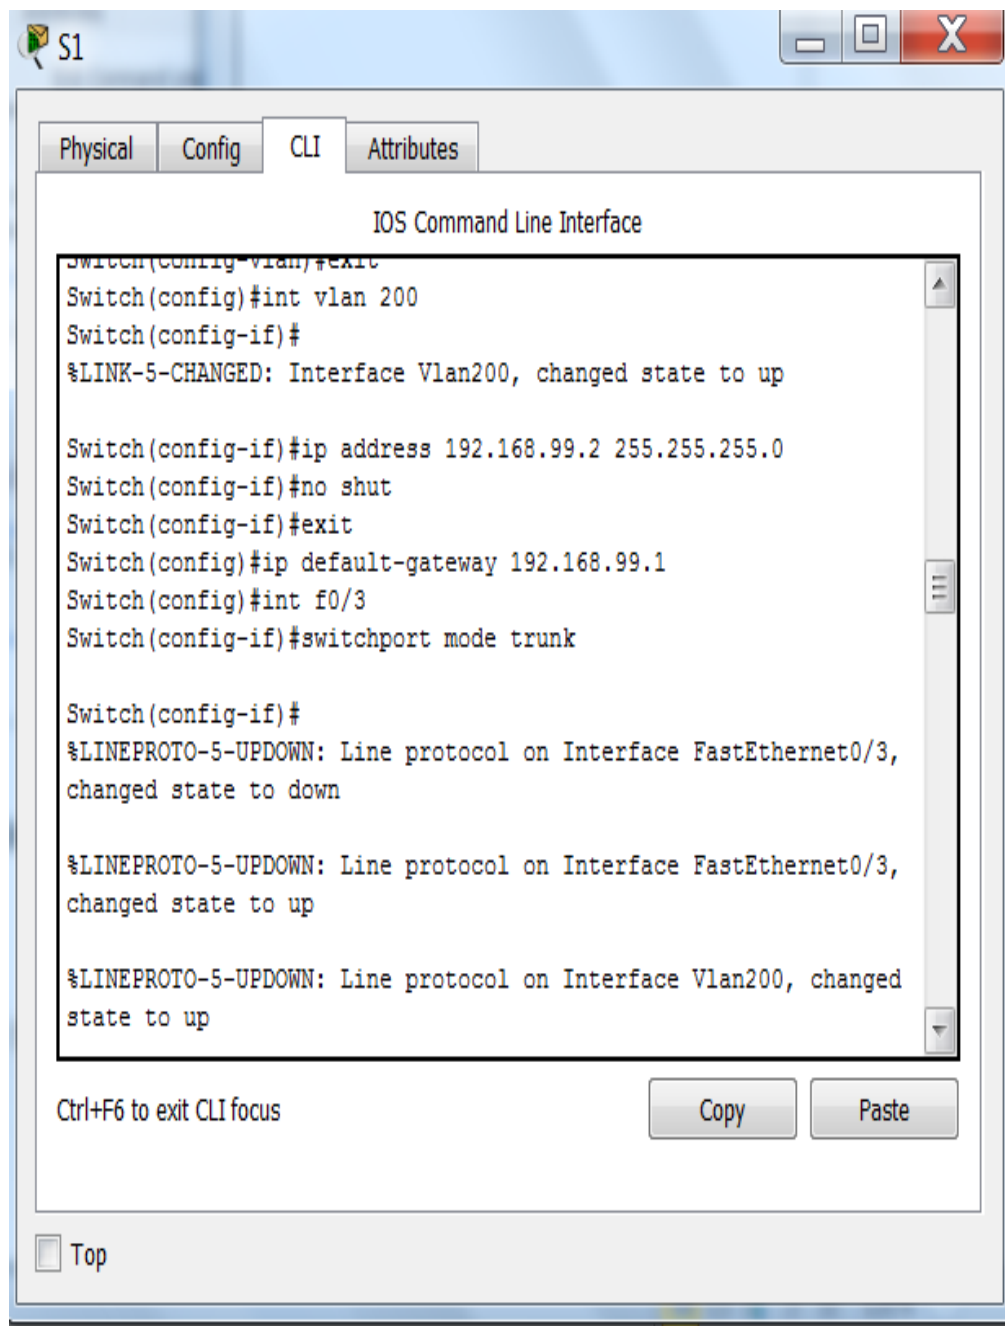 S1
Physical
Config
CLI
Attributes
IOS Command Line Interface
Switch(config-vlan)#exit
Switch(config)#int vlan 200
Switch(config-if)#
%LINK-5-CHANGED: Interface Vlan200, changed state to up
Switch(config-if)#ip address 192.168.99.2 255.255.255.0
Switch(config-if)#no shut
Switch(config-if)#exit
Switch(config)#ip default-gateway 192.168.99.1
Switch(config)#int f0/3
Switch(config-if)#switchport mode trunk
Switch(config-if)#
%LINEPROTO-5-UPDOWN: Line protocol on Interface FastEthernet0/3,
changed state to down
%LINEPROTO-5-UPDOWN: Line protocol on Interface FastEthernet0/3,
changed state to up
%LINEPROTO-5-UPDOWN: Line protocol on Interface Vlan200, changed
state to up
Ctrl+F6 to exit CLI focus
Copy
Paste
Top